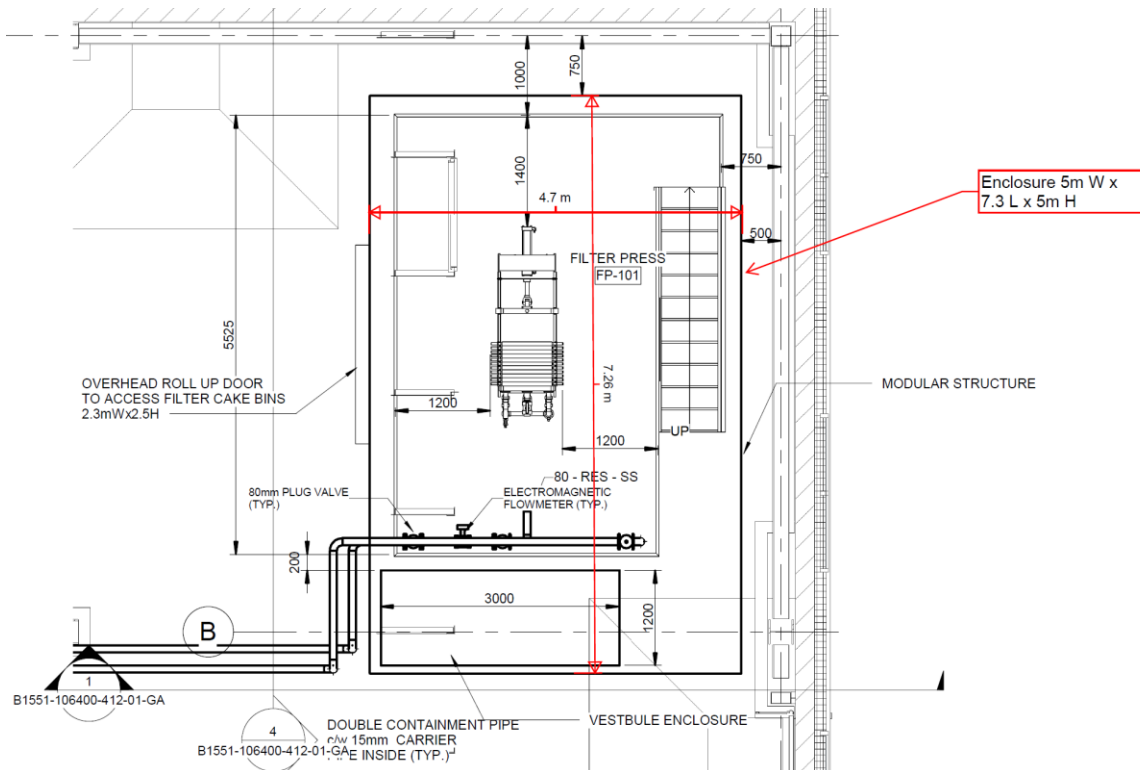 1000
750
750
1400
4.7 m
Enclosure 5m W x
7.3 L x 5m H
500
FILTER PRESS
FP-101
5525
7.26 m
OVERHEAD ROLL UP DOOR
TO ACCESS FILTER CAKE BINS
2.3mWx2.5H
MODULAR STRUCTURE
1200
UP
1200
80 - RES - SS
80mm PLUG VALVE
(TYP.)
ELECTROMAGNETIC
FLOWMETER (TYP.)
200
3000
1200
B
1
B1551-106400-412-01-GA
VESTBULE ENCLOSURE
DOUBLE CONTAINMENT PIPE
c/w 15mm CARRIER
INSIDE (TYP.)
4
B1551-106400-412-01-GA